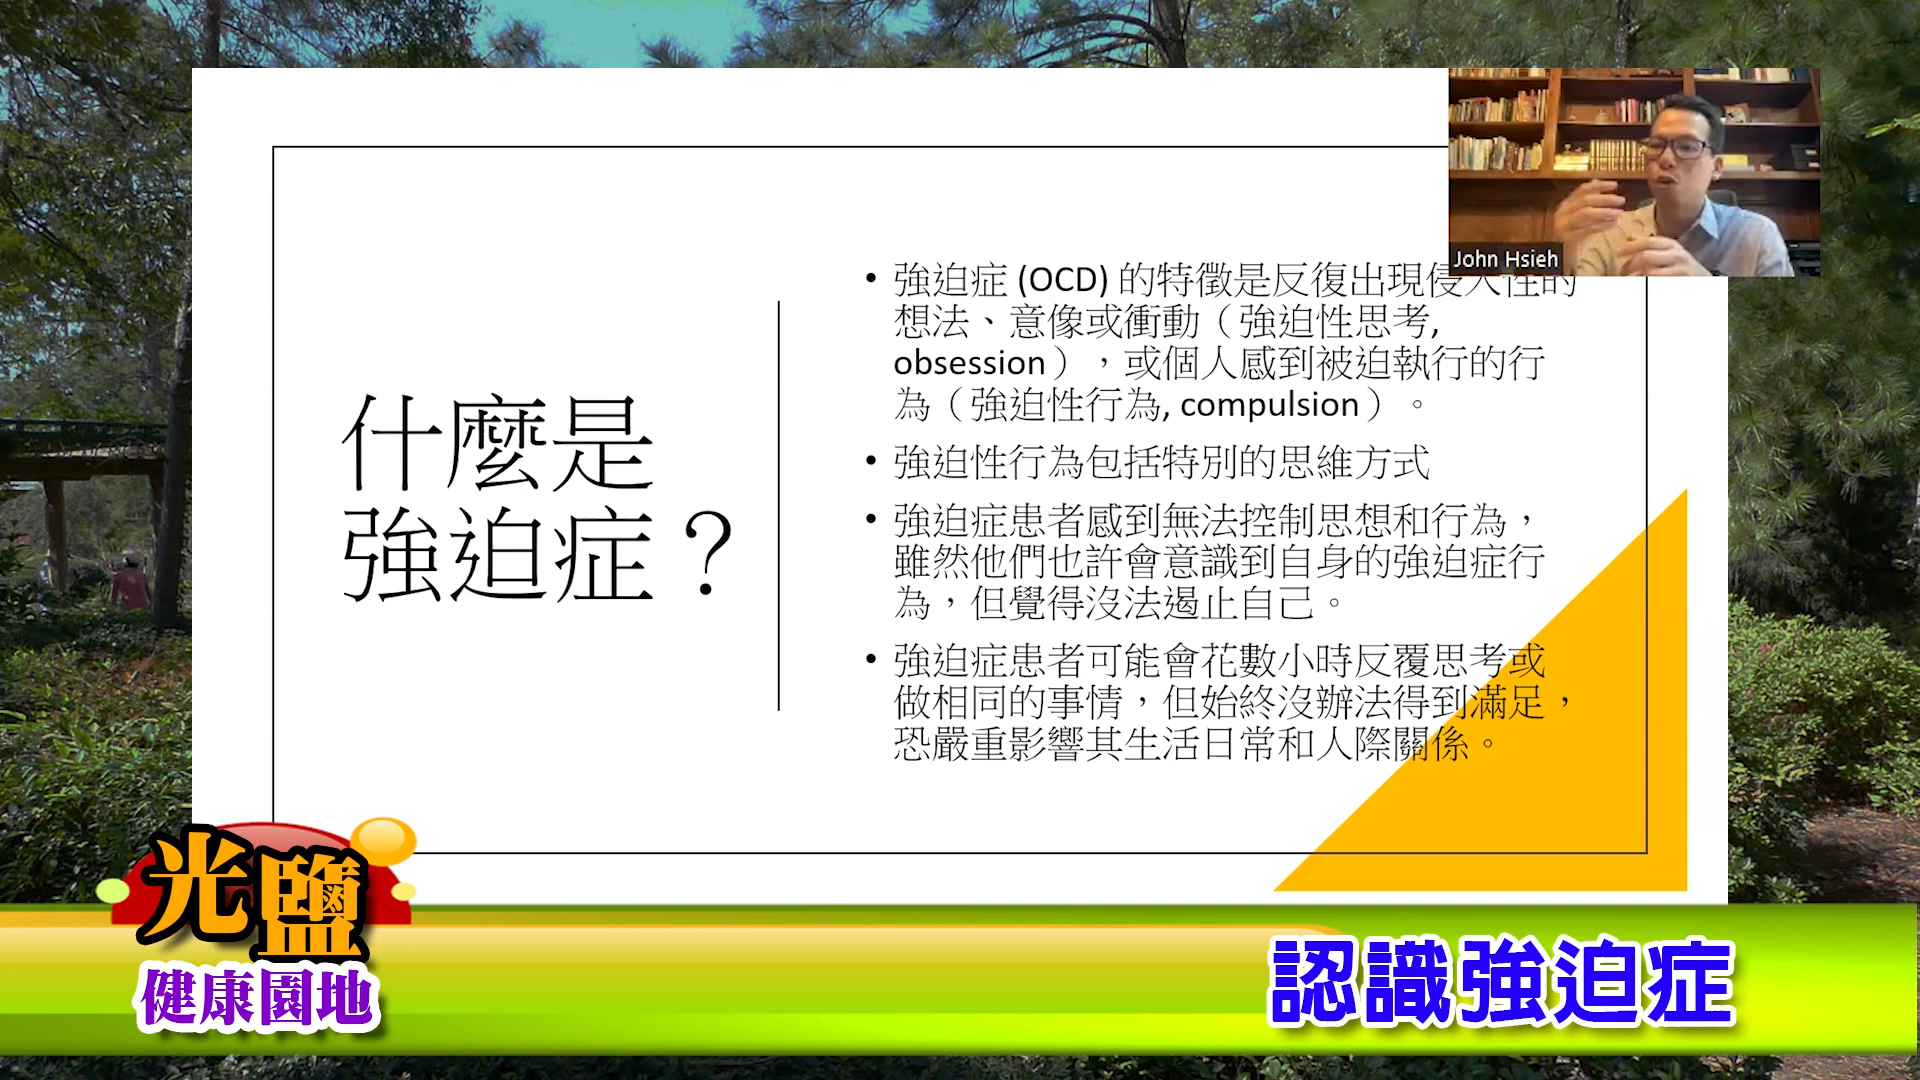 什麼是
強迫症？
• 強迫症 (OCD) 的特徵是反復出現侵入性的
想法、意像或衝動（強迫性思考,
obsession），或個人感到被迫執行的行
為（強迫性行為, compulsion）。
• 強迫性行為包括特別的思維方式
• 強迫症患者感到無法控制思想和行為，
雖然他們也許會意識到自身的強迫症行
為，但覺得沒法遏止自己。
• 強迫症患者可能會花數小時反覆思考或
做相同的事情，但始終沒辦法得到滿足，
恐嚴重影響其生活日常和人際關係。
John Hsieh
光鹽
健康園地
認識強迫症